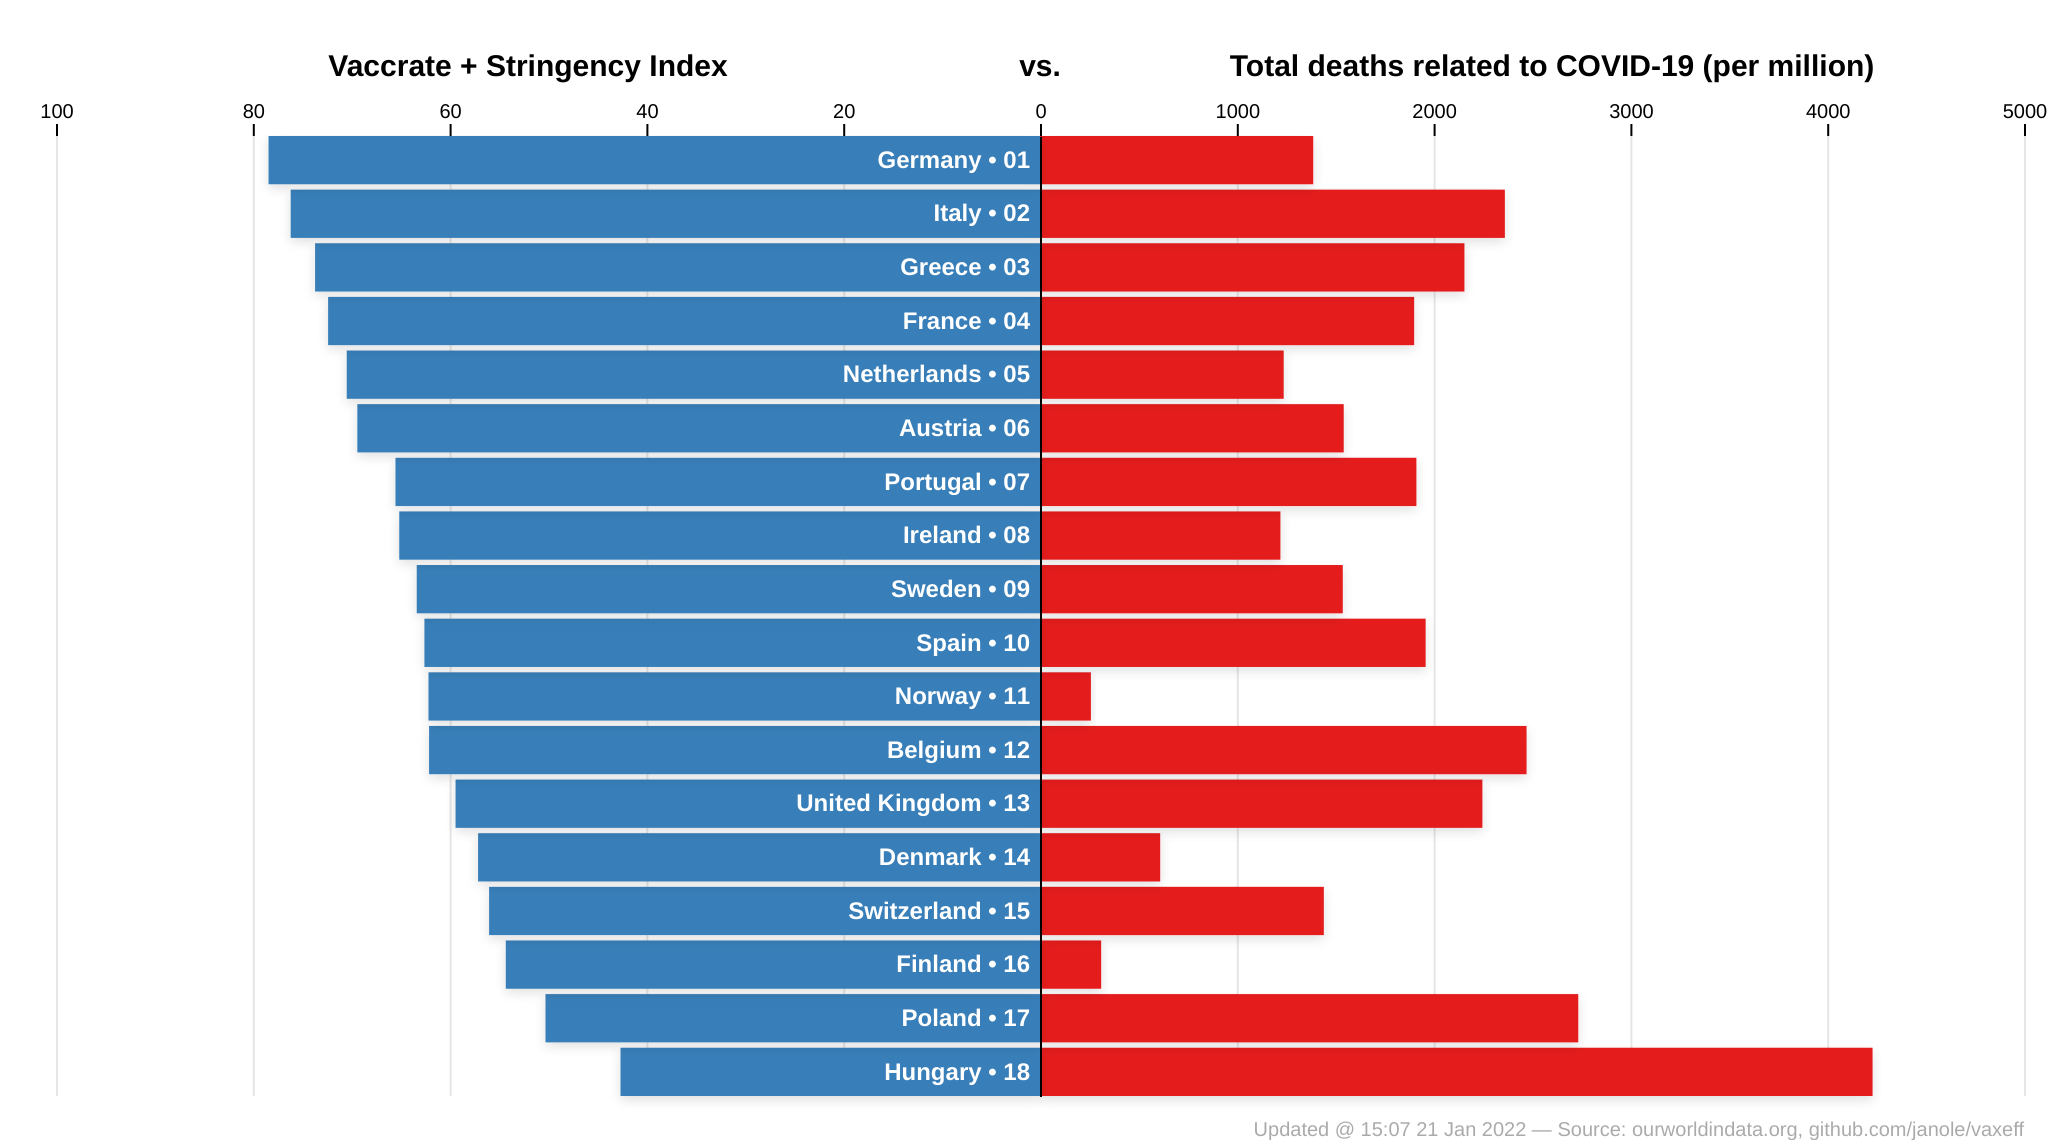 Vaccrate + Stringency Index vs. Total deaths related to COVID-19 (per million)
100 80 60 40 20 0 1000 2000 3000 4000 5000
Germany • 01
Italy • 02
Greece • 03
France • 04
Netherlands • 05
Austria • 06
Portugal • 07
Ireland • 08
Sweden • 09
Spain • 10
Norway • 11
Belgium • 12
United Kingdom • 13
Denmark • 14
Switzerland • 15
Finland • 16
Poland • 17
Hungary • 18
Updated @ 15:07 21 Jan 2022 — Source: ourworldindata.org, github.com/janole/vaxeff